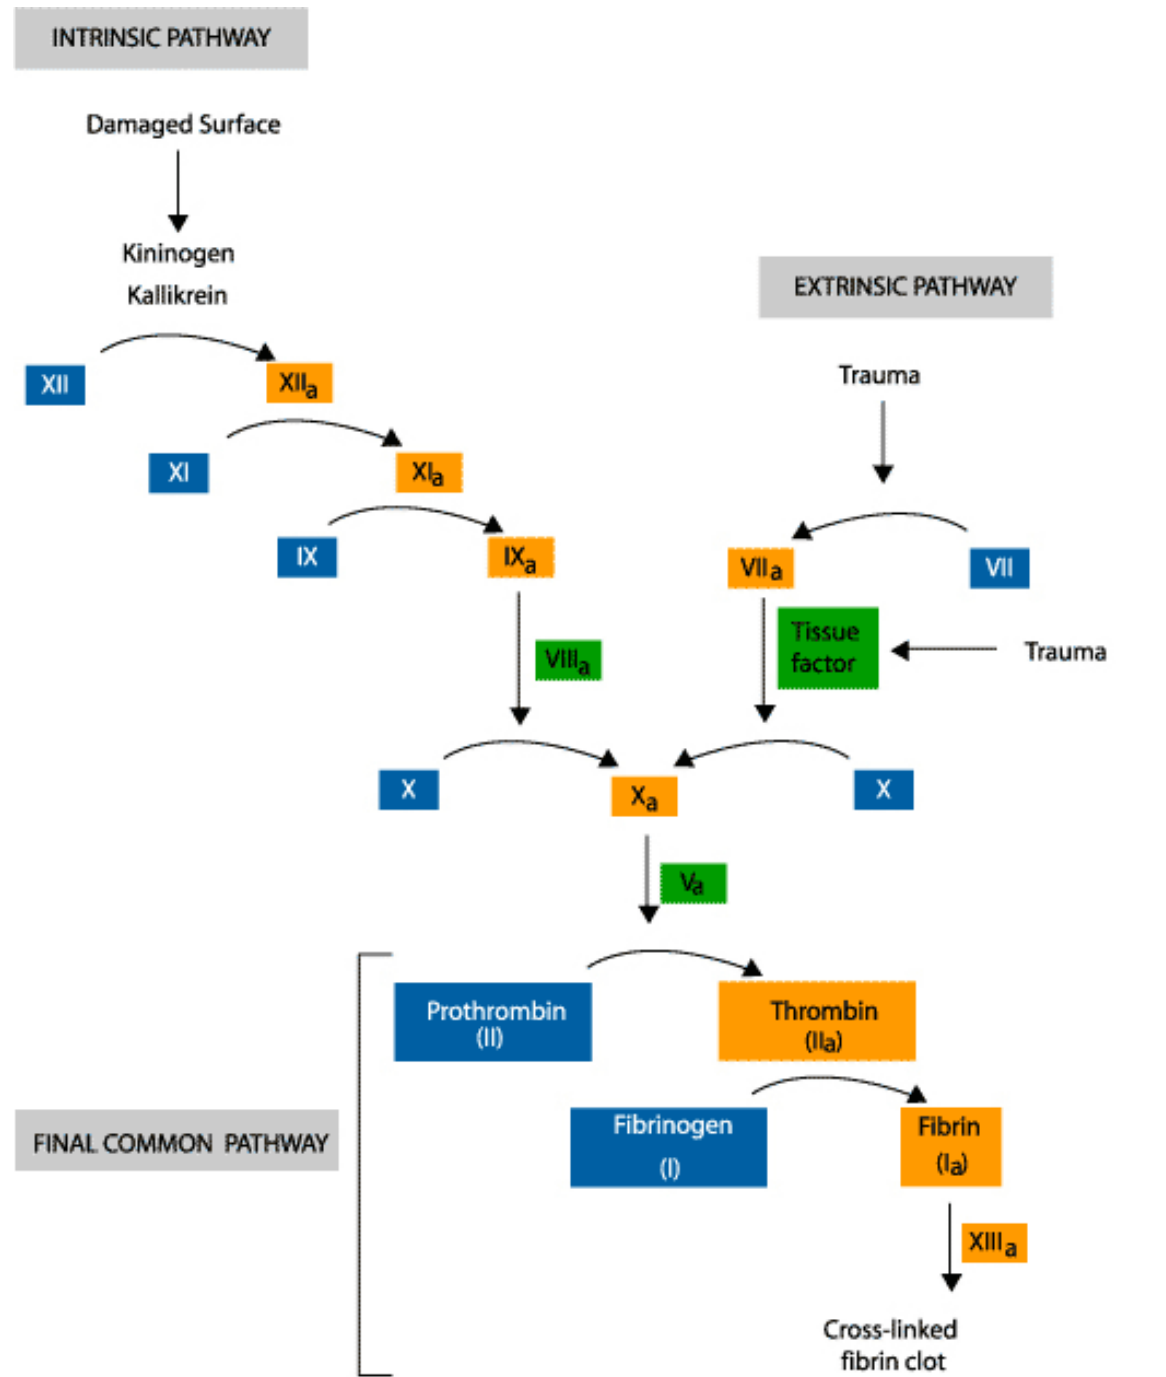 INTRINSIC PATHWAY
Damaged Surface
Kininogen
Kallikrein
EXTRINSIC PATHWAY
Trauma
XII
XIIa
XI
XIa
IX
IXa
VIIa
VII
Tissue
factor
Trauma
VIIIa
X
Xa
X
Va
Prothrombin
(II)
Thrombin
(IIa)
FINAL COMMON PATHWAY
Fibrinogen
(I)
Fibrin
(Ia)
XIIIa
Cross-linked
fibrin clot